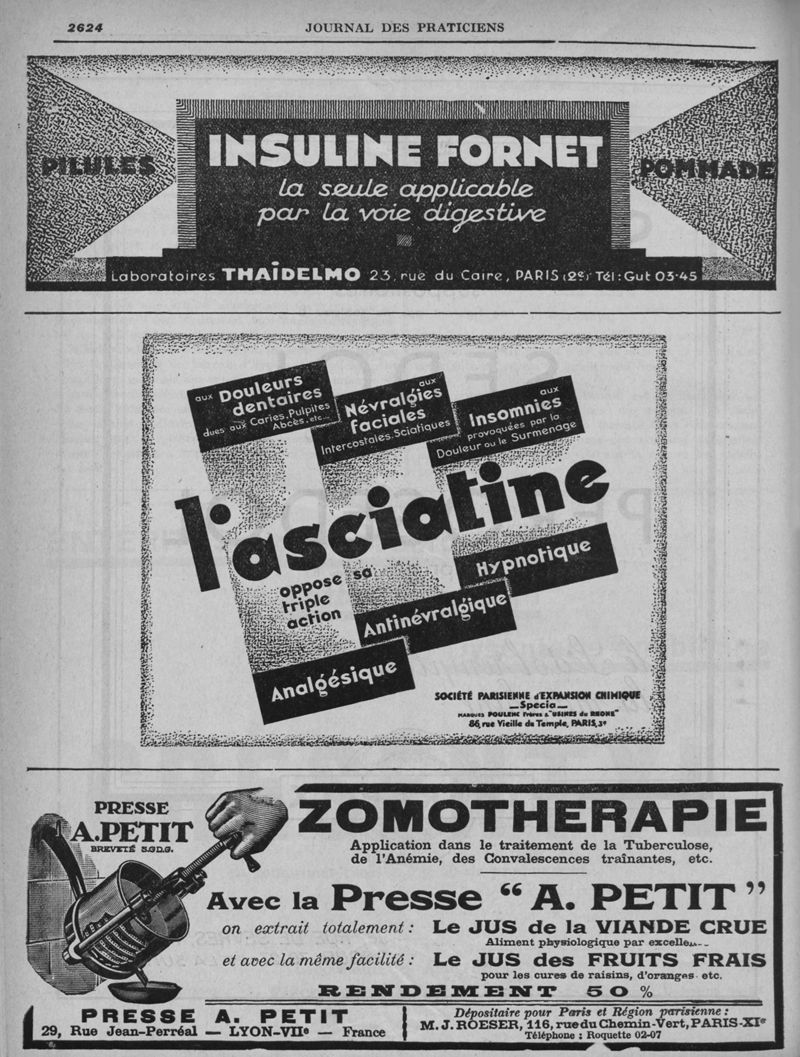 2624
JOURNAL DES PRATICIENS
PILULES
INSULINE FORNET
la seule applicable
par la voie digestive
POMMADE
Laboratoires THAÏDELMO 23, rue du Caire, PARIS (2e) Tél: Gut 03-45
aux Douleurs
dentaires
dues aux Caries, Pulpites
Abcès, etc...
aux
Névralgies
faciales
Intercostales, Sciatiques
aux
Insomnies
provoquées par la
Douleur ou le Surmenage
l'asciatine
oppose sa
triple
action
Hypnotique
Antinévralgique
Analgésique
SOCIÉTÉ PARISIENNE d'EXPANSION CHIMIQUE
—Specia—
MARQUES POULENC Frères & "USINES du RHONE"
86, rue Vieille du Temple, PARIS, 3e
PRESSE
A. PETIT
BREVETÉ S.G.D.G.
ZOMOTHERAPIE
Application dans le traitement de la Tuberculose,
de l'Anémie, des Convalescences traînantes, etc.
Avec la Presse “ A. PETIT ”
on extrait totalement : Le JUS de la VIANDE CRUE
Aliment physiologique par
et avec la même facilité : Le JUS des FRUITS FRAIS
pour les cures de raisins, d'oranges. etc.
RENDEMENT 50 %
PRESSE A. PETIT
29, Rue Jean-Perréal — LYON-VIIe — France
Dépositaire pour Paris et Région parisienne :
M. J. ROESER, 116, rue du Chemin-Vert, PARIS-XIe
Téléphone : Roquette 02-07